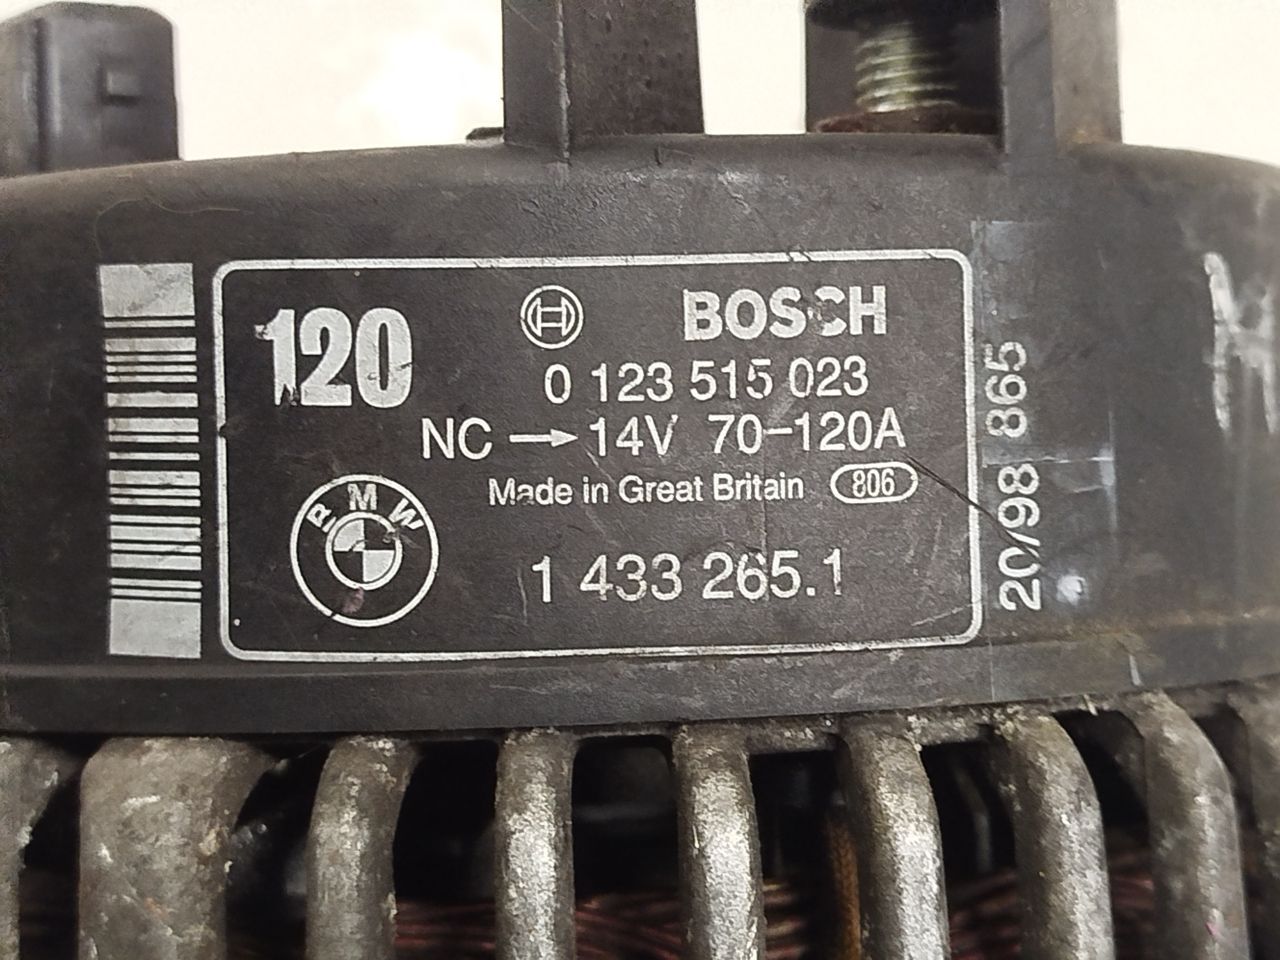 120
BOSCH
0 123 515 023
NC → 14V 70-120A
Made in Great Britain 806
BMW
1 433 265.1
20/98 865